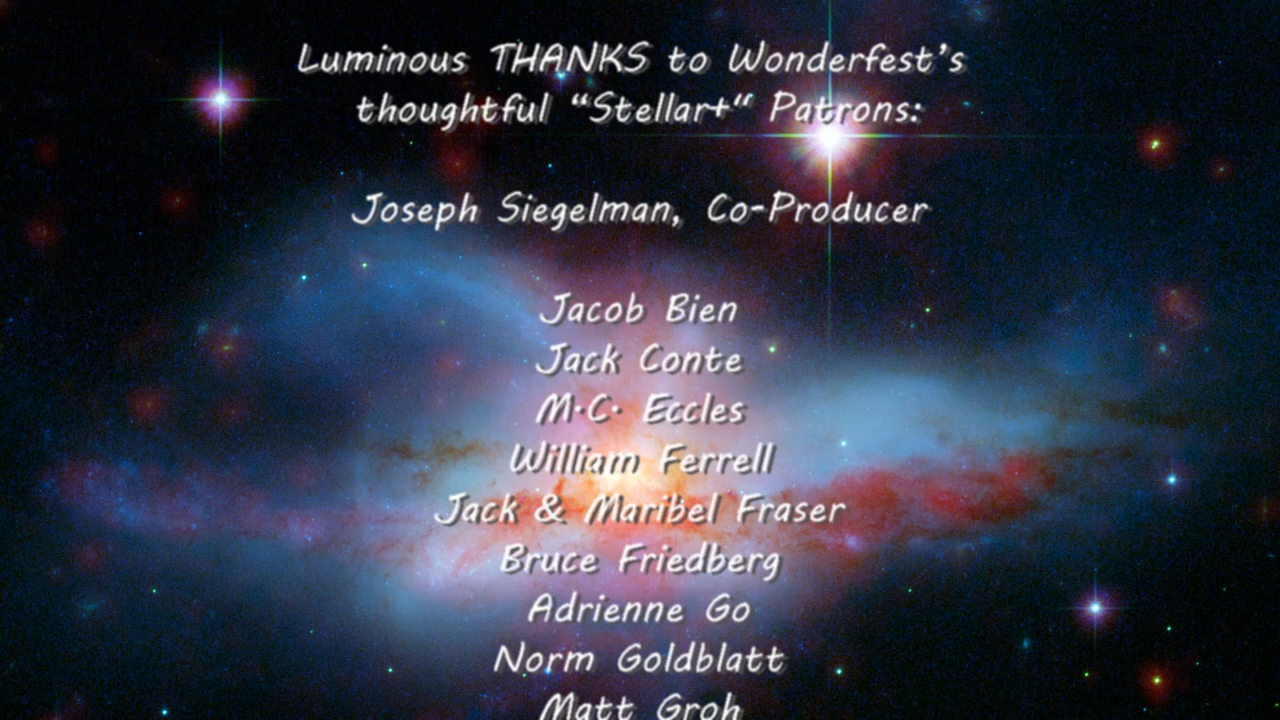 Luminous THANKS to Wonderfest's
thoughtful “Stellar+“ Patrons:
Joseph Siegelman, Co-Producer
Jacob Bien
Jack Conte
M.C. Eccles
William Ferrell
Jack & Maribel Fraser
Bruce Friedberg
Adrienne Go
Norm Goldblatt
Matt Groh